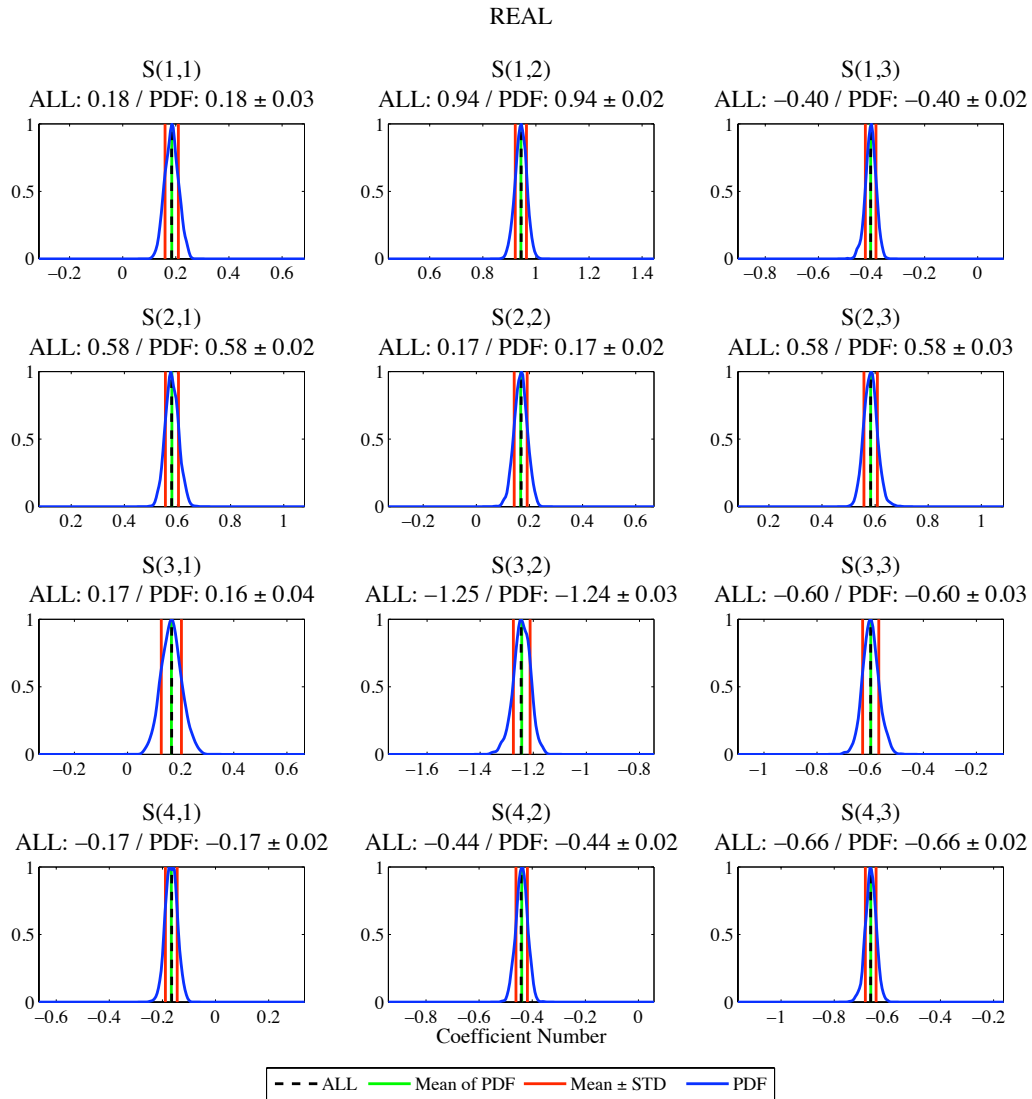 REAL
S(1,1)
ALL: 0.18 / PDF: 0.18 ± 0.03
1
0.5
0
−0.2 0 0.2 0.4 0.6
S(1,2)
ALL: 0.94 / PDF: 0.94 ± 0.02
1
0.5
0
0.6 0.8 1 1.2 1.4
S(1,3)
ALL: −0.40 / PDF: −0.40 ± 0.02
1
0.5
0
−0.8 −0.6 −0.4 −0.2 0
S(2,1)
ALL: 0.58 / PDF: 0.58 ± 0.02
1
0.5
0
0.2 0.4 0.6 0.8 1
S(2,2)
ALL: 0.17 / PDF: 0.17 ± 0.02
1
0.5
0
−0.2 0 0.2 0.4 0.6
S(2,3)
ALL: 0.58 / PDF: 0.58 ± 0.03
1
0.5
0
0.2 0.4 0.6 0.8 1
S(3,1)
ALL: 0.17 / PDF: 0.16 ± 0.04
1
0.5
0
−0.2 0 0.2 0.4 0.6
S(3,2)
ALL: −1.25 / PDF: −1.24 ± 0.03
1
0.5
0
−1.6 −1.4 −1.2 −1 −0.8
S(3,3)
ALL: −0.60 / PDF: −0.60 ± 0.03
1
0.5
0
−1 −0.8 −0.6 −0.4 −0.2
S(4,1)
ALL: −0.17 / PDF: −0.17 ± 0.02
1
0.5
0
−0.6 −0.4 −0.2 0 0.2
S(4,2)
ALL: −0.44 / PDF: −0.44 ± 0.02
1
0.5
0
−0.8 −0.6 −0.4 −0.2 0
Coefficient Number
S(4,3)
ALL: −0.66 / PDF: −0.66 ± 0.02
1
0.5
0
−1 −0.8 −0.6 −0.4 −0.2
ALL Mean of PDF Mean ± STD PDF